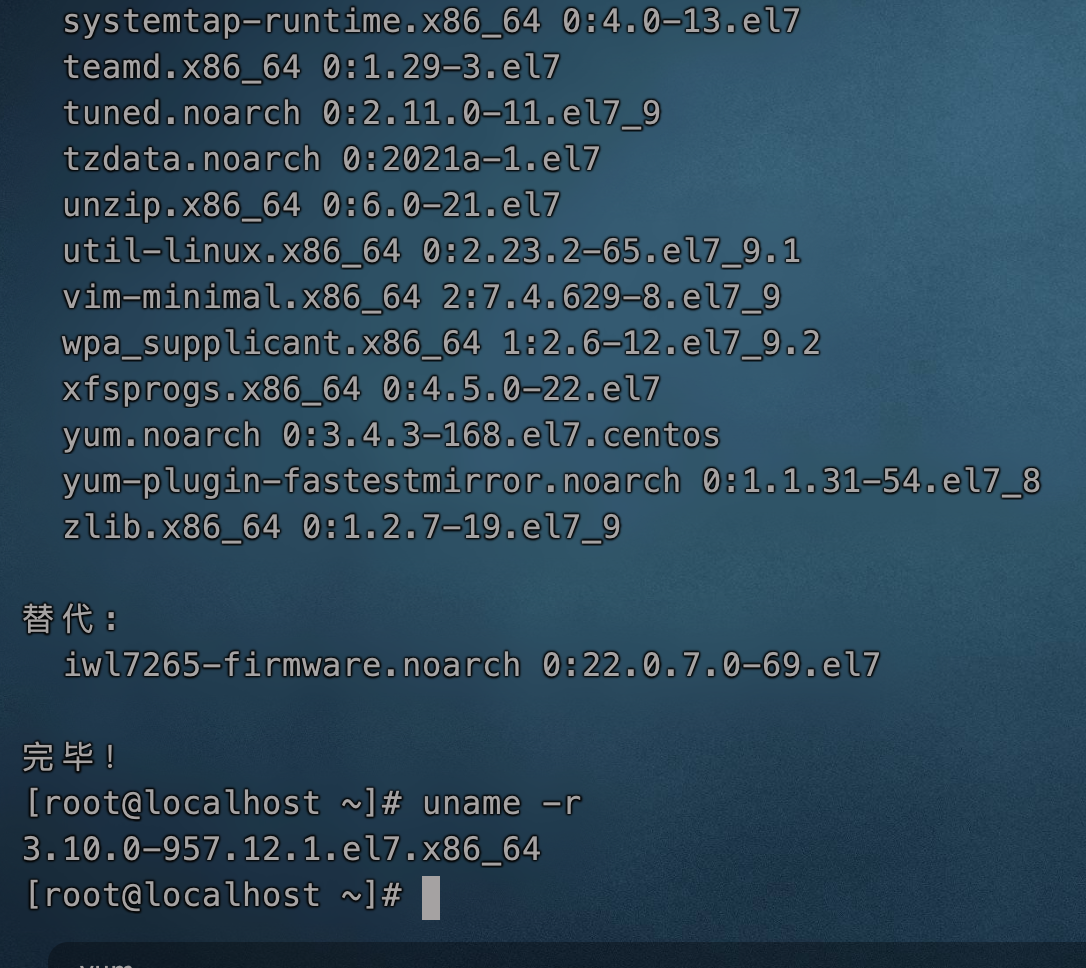 systemtap-runtime.x86_64 0:4.0-13.el7
teamd.x86_64 0:1.29-3.el7
tuned.noarch 0:2.11.0-11.el7_9
tzdata.noarch 0:2021a-1.el7
unzip.x86_64 0:6.0-21.el7
util-linux.x86_64 0:2.23.2-65.el7_9.1
vim-minimal.x86_64 2:7.4.629-8.el7_9
wpa_supplicant.x86_64 1:2.6-12.el7_9.2
xfsprogs.x86_64 0:4.5.0-22.el7
yum.noarch 0:3.4.3-168.el7.centos
yum-plugin-fastestmirror.noarch 0:1.1.31-54.el7_8
zlib.x86_64 0:1.2.7-19.el7_9
替代:
iwl7265-firmware.noarch 0:22.0.7.0-69.el7
完毕!
[root@localhost ~]# uname -r
3.10.0-957.12.1.el7.x86_64
[root@localhost ~]#